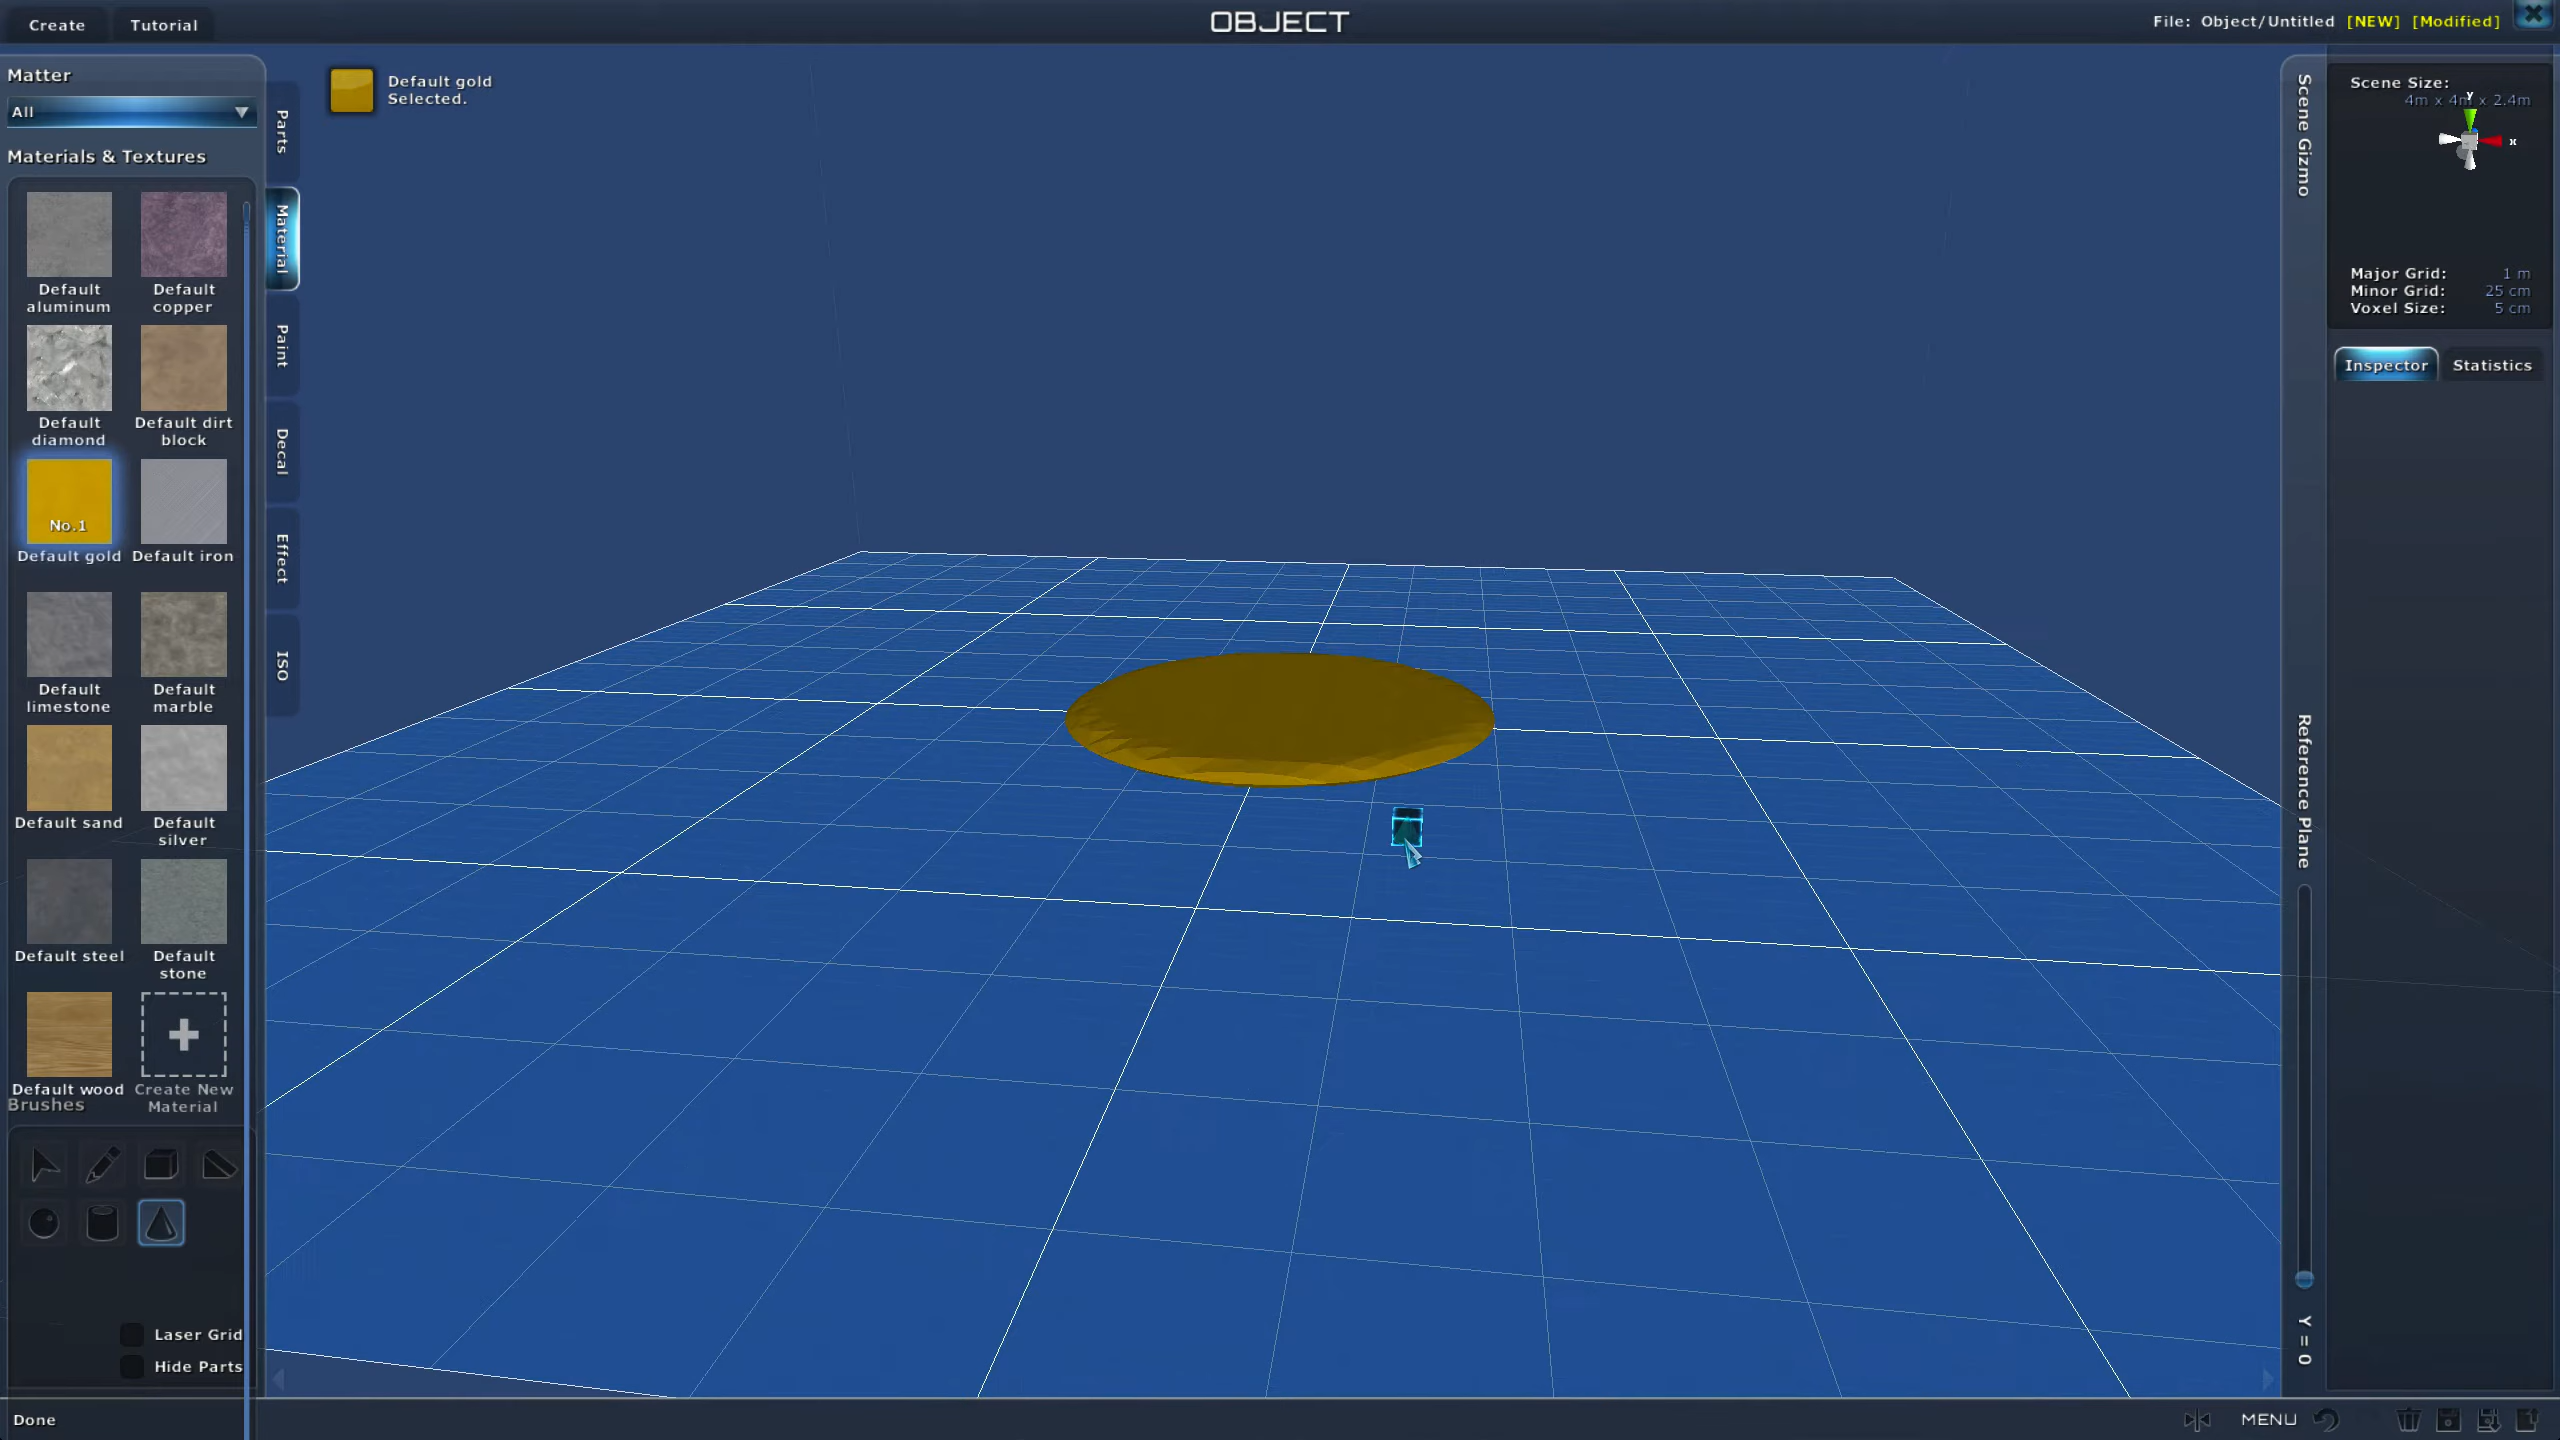 Create
Tutorial
OBJECT
File: Object/Untitled [NEW] [Modified]
Matter
All
Materials & Textures
Default aluminum
Default copper
Default diamond
Default dirt block
No.1
Default gold
Default iron
Default limestone
Default marble
Default sand
Default silver
Default steel
Default stone
Default wood
Create New Material
Brushes
Laser Grid
Hide Parts
Done
Parts
Material
Paint
Decal
Effect
ISO
Default gold
Selected.
Scene Gizmo
Reference Plane
Y = 0
Scene Size:
4m x 4m x 2.4m
Y
x
Major Grid: 1 m
Minor Grid: 25 cm
Voxel Size: 5 cm
Inspector
Statistics
MENU